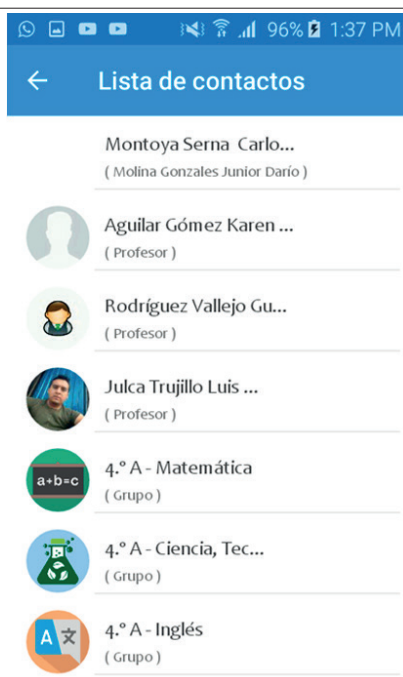 96% 1:37 PM
Lista de contactos
Montoya Serna Carlo...
( Molina Gonzales Junior Darío )
Aguilar Gómez Karen ...
( Profesor )
Rodríguez Vallejo Gu...
( Profesor )
Julca Trujillo Luis ...
( Profesor )
a+b=c
4.° A - Matemática
( Grupo )
4.° A - Ciencia, Tec...
( Grupo )
A 文
4.° A - Inglés
( Grupo )